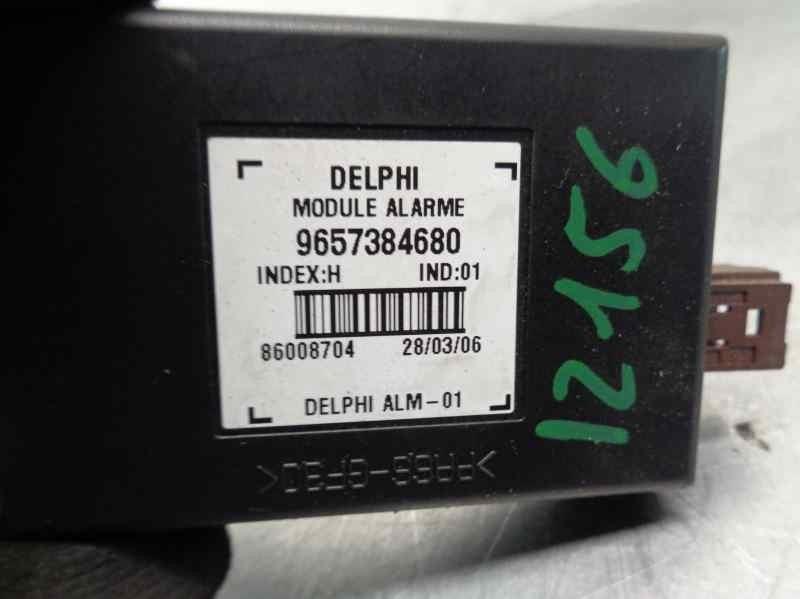 DELPHI
MODULE ALARME
9657384680
INDEX:H IND:01
86008704 28/03/06
DELPHI ALM-01
>PA66-GF30<
12156